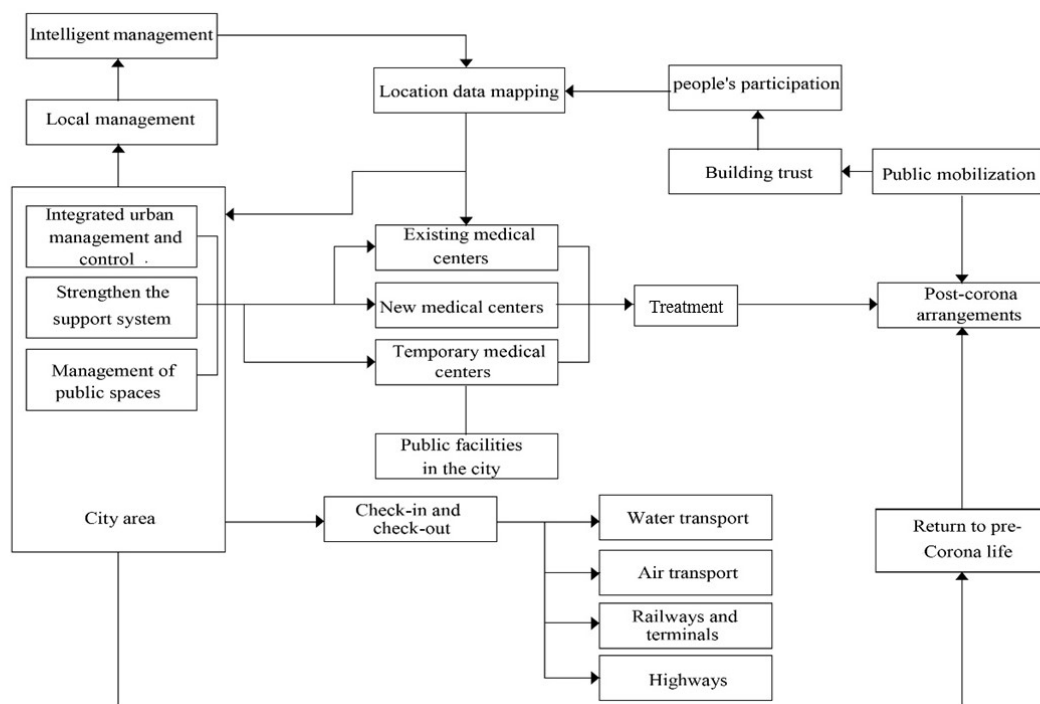 Intelligent management
Location data mapping
people's participation
Local management
Building trust
Public mobilization
Integrated urban
management and
control .
Existing medical
centers
Strengthen the
support system
New medical centers
Treatment
Post-corona
arrangements
Management of
public spaces
Temporary medical
centers
Public facilities
in the city
City area
Check-in and
check-out
Water transport
Return to pre-
Corona life
Air transport
Railways and
terminals
Highways